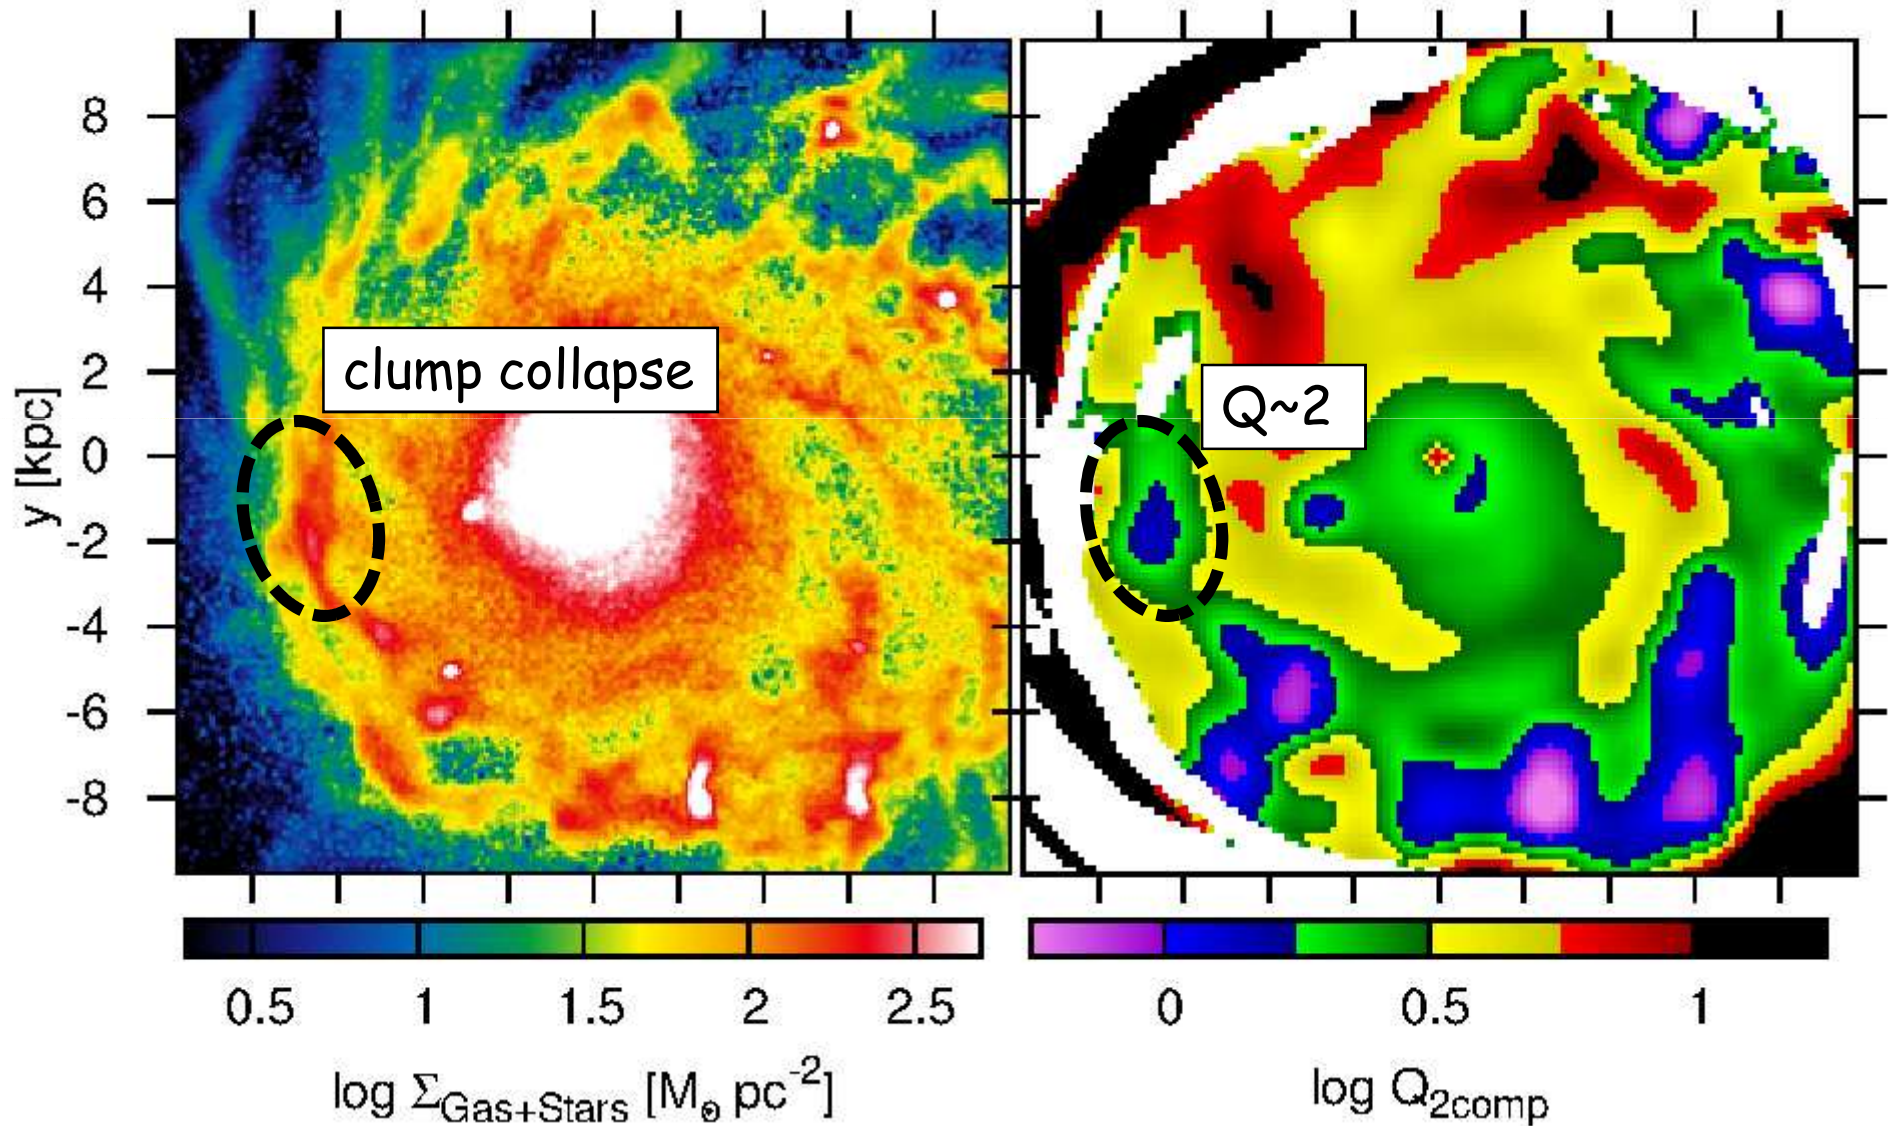 clump collapse
Q~2
y [kpc]
8
6
4
2
0
-2
-4
-6
-8
0.5 1 1.5 2 2.5
0 0.5 1
log Σ_Gas+Stars [M_⊙ pc^-2]
log Q_2comp